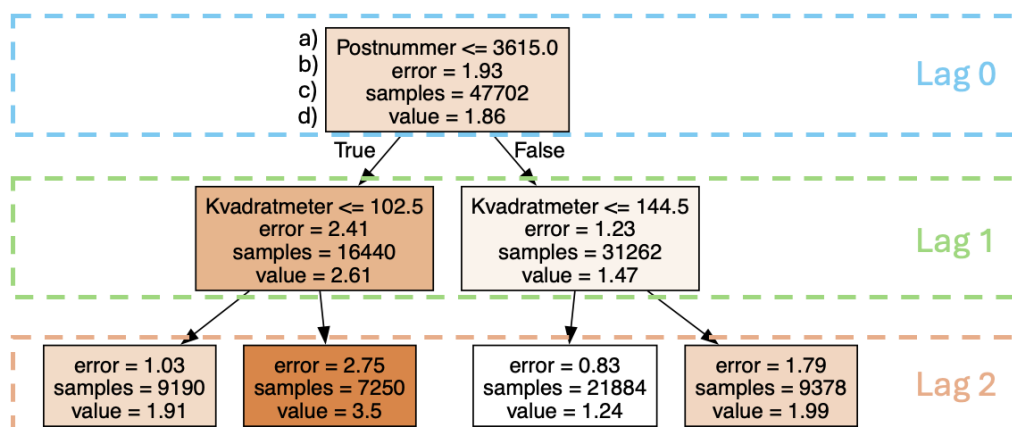 a) Postnummer <= 3615.0
b) error = 1.93
c) samples = 47702
d) value = 1.86
Lag 0
True
False
Kvadratmeter <= 102.5
error = 2.41
samples = 16440
value = 2.61
Kvadratmeter <= 144.5
error = 1.23
samples = 31262
value = 1.47
Lag 1
error = 1.03
samples = 9190
value = 1.91
error = 2.75
samples = 7250
value = 3.5
error = 0.83
samples = 21884
value = 1.24
error = 1.79
samples = 9378
value = 1.99
Lag 2